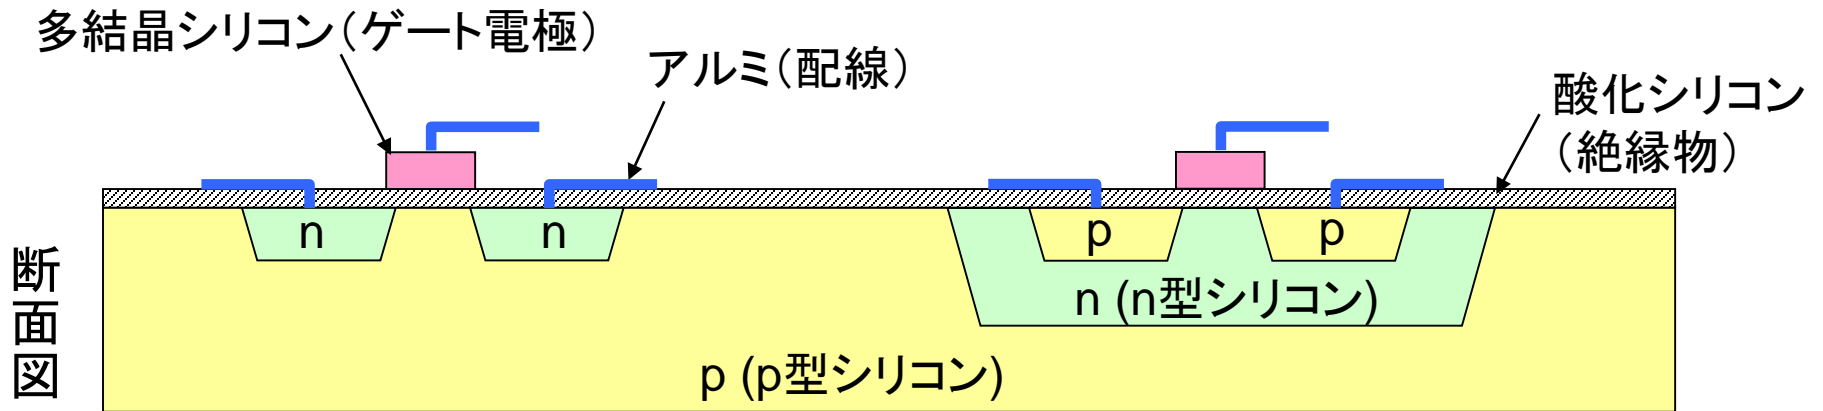 多結晶シリコン（ゲート電極）
アルミ（配線）
酸化シリコン
（絶縁物）
n
n
p
p
n (n型シリコン)
p (p型シリコン)
断面図